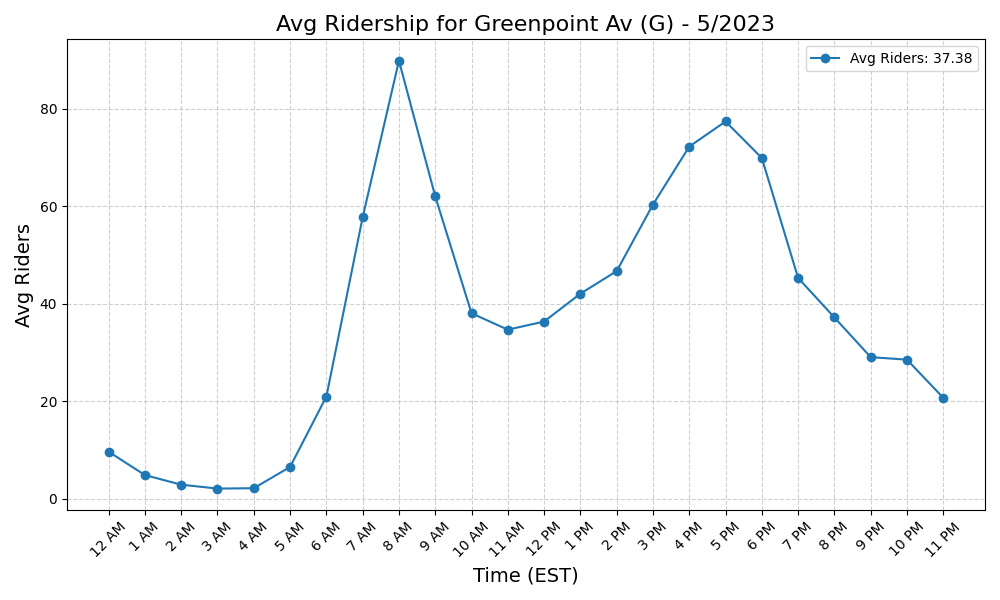 Avg Ridership for Greenpoint Av (G) - 5/2023
Avg Riders: 37.38
Avg Riders
80
60
40
20
0
12 AM
1 AM
2 AM
3 AM
4 AM
5 AM
6 AM
7 AM
8 AM
9 AM
10 AM
11 AM
12 PM
1 PM
2 PM
3 PM
4 PM
5 PM
6 PM
7 PM
8 PM
9 PM
10 PM
11 PM
Time (EST)